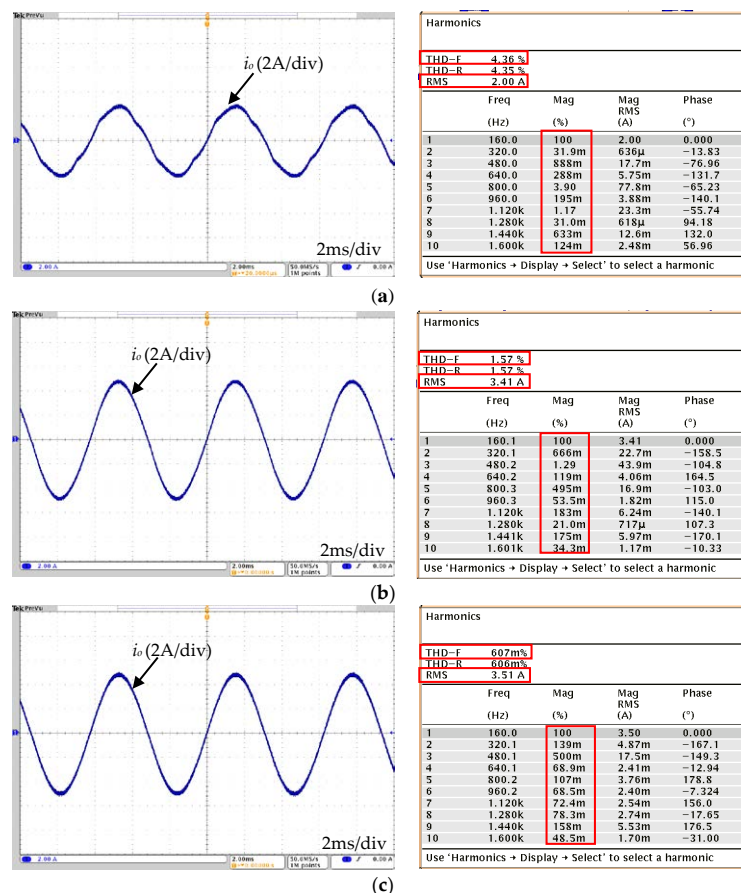 Tek PreVu
iₒ (2A/div)
2ms/div
2.00 A
2.00ms
50.0MS/s
1M points
0.00 A
Harmonics
THD−F 4.36 %
THD−R 4.35 %
RMS 2.00 A
Freq Mag Mag RMS Phase
(Hz) (%) (A) (°)
1 160.0 100 2.00 0.000
2 320.0 31.9m 636µ −13.83
3 480.0 888m 17.7m −76.96
4 640.0 288m 5.75m −131.7
5 800.0 3.90 77.8m −65.23
6 960.0 195m 3.88m −140.1
7 1.120k 1.17 23.3m −55.74
8 1.280k 31.0m 618µ 94.18
9 1.440k 633m 12.6m 132.0
10 1.600k 124m 2.48m 56.96
Use 'Harmonics → Display → Select' to select a harmonic
(a)
Tek PreVu
iₒ (2A/div)
2ms/div
2.00 A
2.00ms
50.0MS/s
1M points
0.00 A
Harmonics
THD−F 1.57 %
THD−R 1.57 %
RMS 3.41 A
Freq Mag Mag RMS Phase
(Hz) (%) (A) (°)
1 160.1 100 3.41 0.000
2 320.1 666m 22.7m −158.5
3 480.2 1.29 43.9m −104.8
4 640.2 119m 4.06m 164.5
5 800.3 495m 16.9m −103.0
6 960.3 53.5m 1.82m 115.0
7 1.120k 183m 6.24m −140.1
8 1.280k 21.0m 717µ 107.3
9 1.441k 175m 5.97m −170.1
10 1.601k 34.3m 1.17m −10.33
Use 'Harmonics → Display → Select' to select a harmonic
(b)
Tek PreVu
iₒ (2A/div)
2ms/div
2.00 A
2.00ms
50.0MS/s
1M points
0.00 A
Harmonics
THD−F 607m%
THD−R 606m%
RMS 3.51 A
Freq Mag Mag RMS Phase
(Hz) (%) (A) (°)
1 160.0 100 3.50 0.000
2 320.1 139m 4.87m −167.1
3 480.1 500m 17.5m −149.3
4 640.1 68.9m 2.41m −12.94
5 800.2 107m 3.76m 178.8
6 960.2 68.5m 2.40m −7.324
7 1.120k 72.4m 2.54m 156.0
8 1.280k 78.3m 2.74m −17.65
9 1.440k 158m 5.53m 176.5
10 1.600k 48.5m 1.70m −31.00
Use 'Harmonics → Display → Select' to select a harmonic
(c)